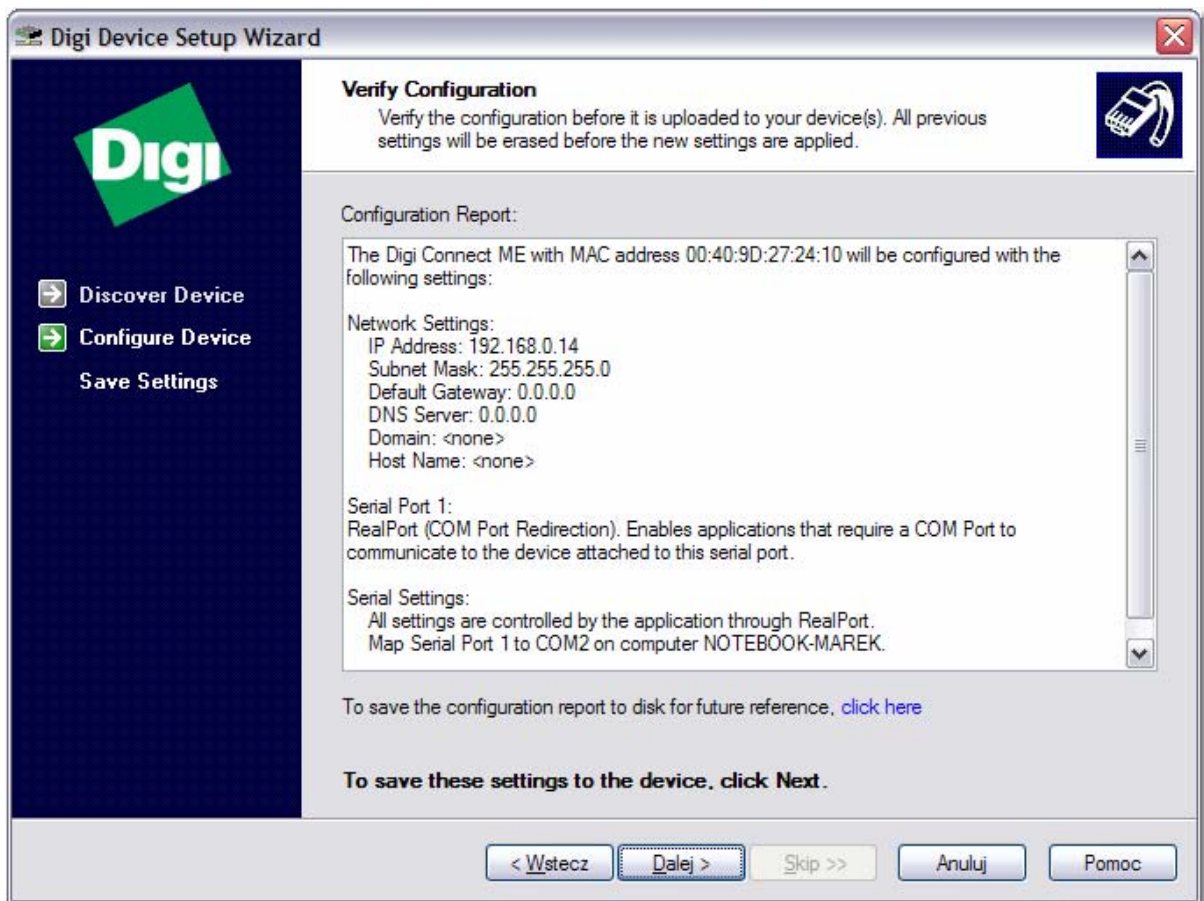 Digi Device Setup Wizard
Digi
Discover Device
Configure Device
Save Settings
Verify Configuration
Verify the configuration before it is uploaded to your device(s). All previous
settings will be erased before the new settings are applied.
Configuration Report:
The Digi Connect ME with MAC address 00:40:9D:27:24:10 will be configured with the
following settings:
Network Settings:
IP Address: 192.168.0.14
Subnet Mask: 255.255.255.0
Default Gateway: 0.0.0.0
DNS Server: 0.0.0.0
Domain: <none>
Host Name: <none>
Serial Port 1:
RealPort (COM Port Redirection). Enables applications that require a COM Port to
communicate to the device attached to this serial port.
Serial Settings:
All settings are controlled by the application through RealPort.
Map Serial Port 1 to COM2 on computer NOTEBOOK-MAREK.
To save the configuration report to disk for future reference, click here
To save these settings to the device, click Next.
< Wstecz
Dalej >
Skip >>
Anuluj
Pomoc